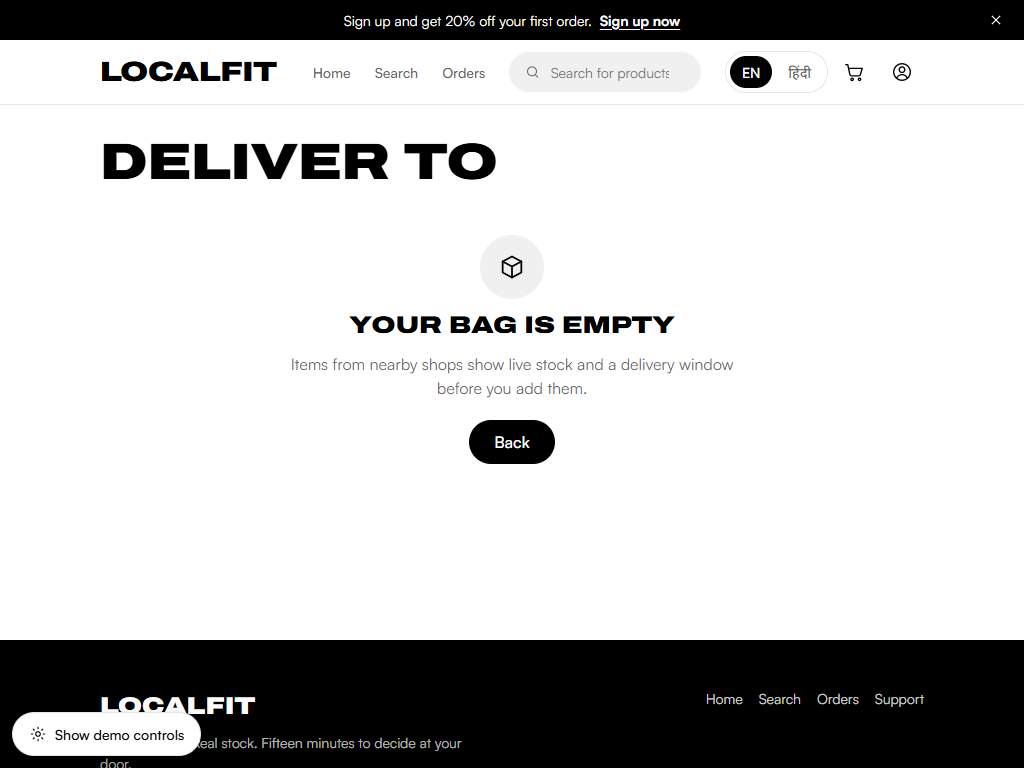 Sign up and get 20% off your first order. Sign up now
LOCALFIT
Home
Search
Orders
Search for products
EN
हिंदी
DELIVER TO
YOUR BAG IS EMPTY
Items from nearby shops show live stock and a delivery window
before you add them.
Back
LOCALFIT
Home
Search
Orders
Support
Show demo controls
eal stock. Fifteen minutes to decide at your
door.